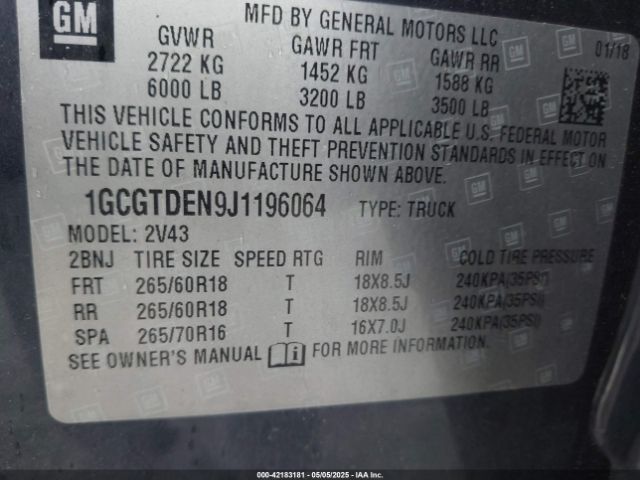 GM
MFD BY GENERAL MOTORS LLC
GVWR GAWR FRT GAWR RR 01/18
2722 KG 1452 KG 1588 KG
6000 LB 3200 LB 3500 LB
THIS VEHICLE CONFORMS TO ALL APPLICABLE U.S. FEDERAL MOTOR
VEHICLE SAFETY AND THEFT PREVENTION STANDARDS IN EFFECT ON
THE DATE OF MANUFACTURE SHOWN ABOVE.
1GCGTDEN9J1196064 TYPE: TRUCK
MODEL: 2V43
2BNJ TIRE SIZE SPEED RTG RIM COLD TIRE PRESSURE
FRT 265/60R18 T 18X8.5J 240KPA(35PSI)
RR 265/60R18 T 18X8.5J 240KPA(35PSI)
SPA 265/70R16 T 16X7.0J 240KPA(35PSI)
SEE OWNER'S MANUAL FOR MORE INFORMATION.
000-42183181 - 05/05/2025 - IAA Inc.